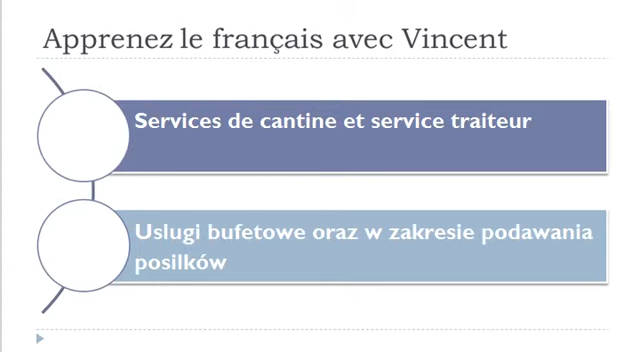 Apprenez le français avec Vincent
Services de cantine et service traiteur
Uslugi bufetowe oraz w zakresie podawania
posilków